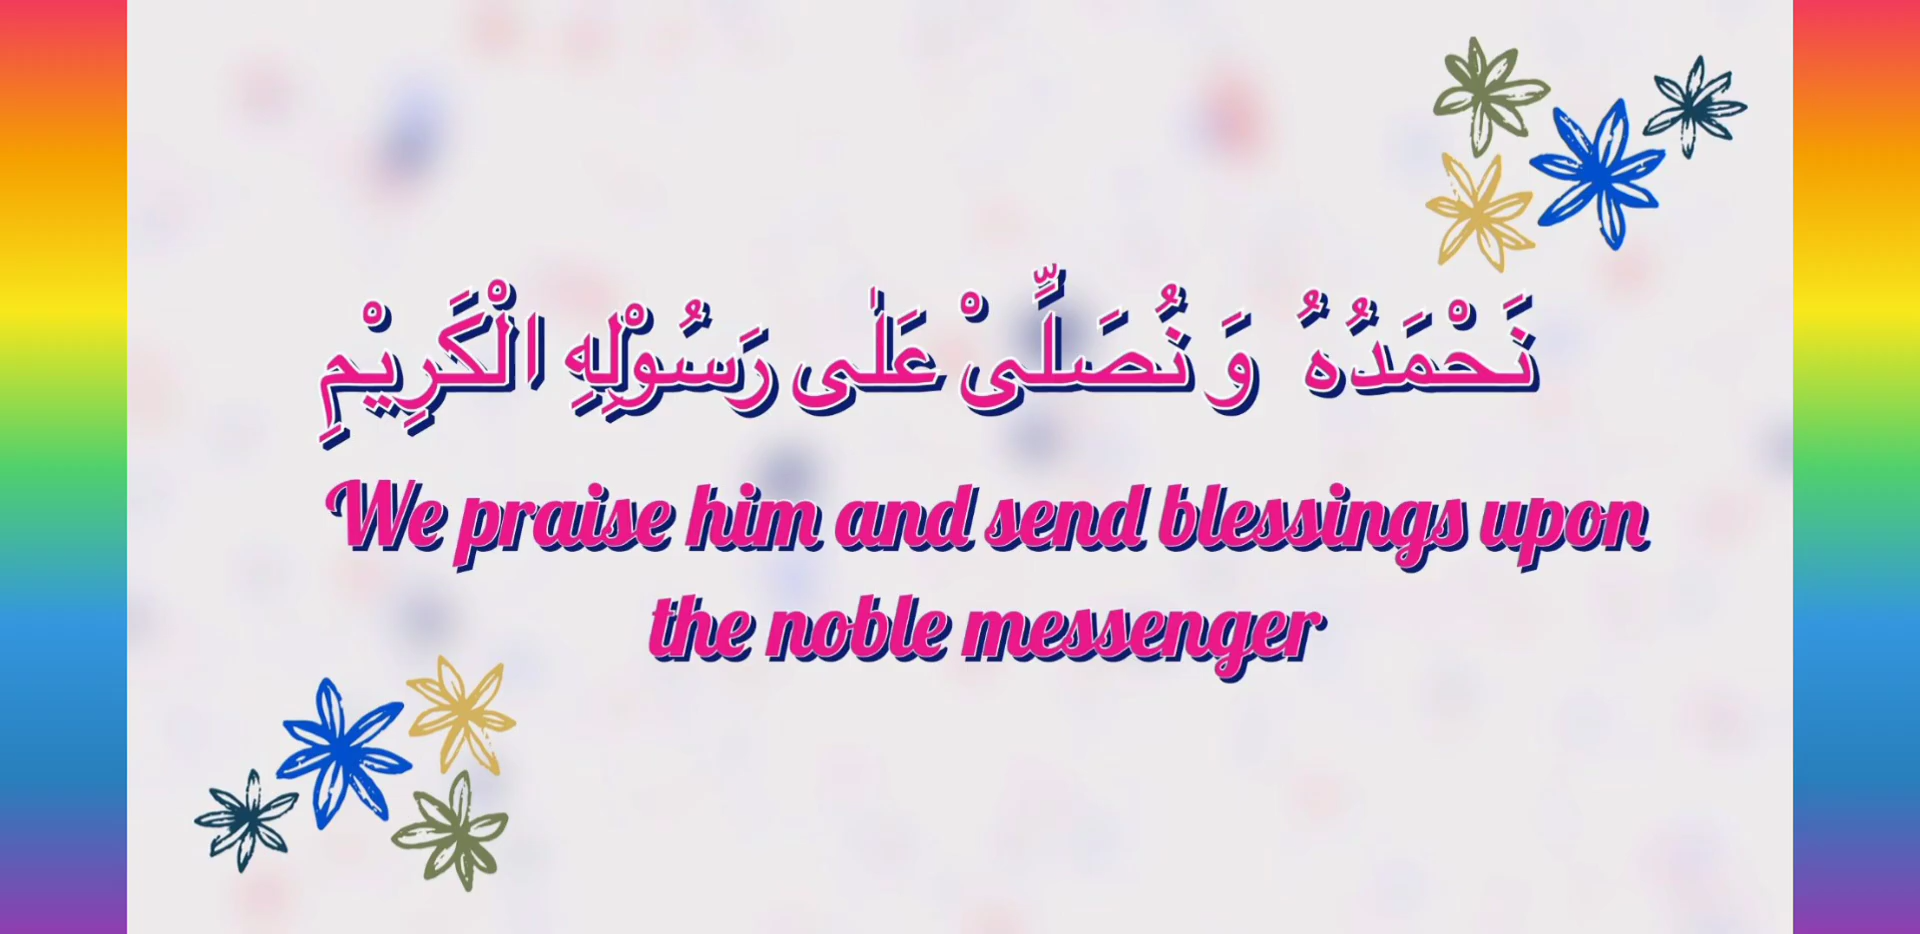 نَحْمَدُهُ وَ نُصَلِّىْ عَلٰى رَسُوْلِهِ الْكَرِيْمِ
We praise him and send blessings upon
the noble messenger